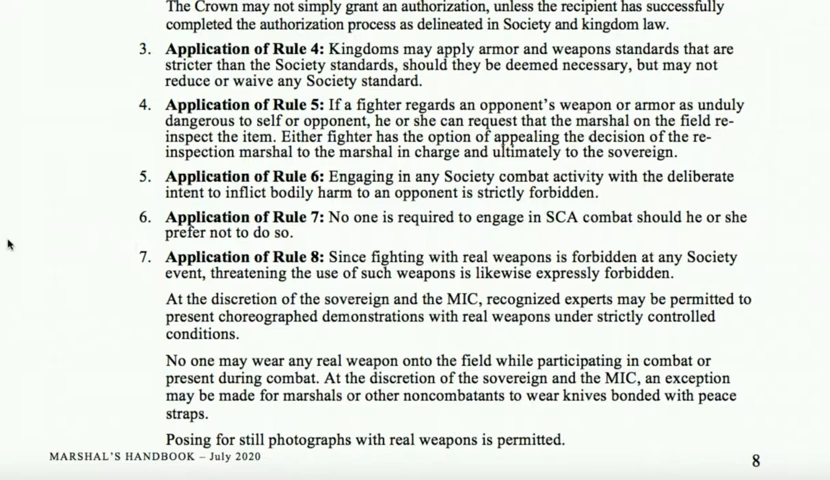 The Crown may not simply grant an authorization, unless the recipient has successfully
completed the authorization process as delineated in Society and kingdom law.
3. Application of Rule 4: Kingdoms may apply armor and weapons standards that are
stricter than the Society standards, should they be deemed necessary, but may not
reduce or waive any Society standard.
4. Application of Rule 5: If a fighter regards an opponent's weapon or armor as unduly
dangerous to self or opponent, he or she can request that the marshal on the field re-
inspect the item. Either fighter has the option of appealing the decision of the re-
inspection marshal to the marshal in charge and ultimately to the sovereign.
5. Application of Rule 6: Engaging in any Society combat activity with the deliberate
intent to inflict bodily harm to an opponent is strictly forbidden.
6. Application of Rule 7: No one is required to engage in SCA combat should he or she
prefer not to do so.
7. Application of Rule 8: Since fighting with real weapons is forbidden at any Society
event, threatening the use of such weapons is likewise expressly forbidden.
At the discretion of the sovereign and the MIC, recognized experts may be permitted to
present choreographed demonstrations with real weapons under strictly controlled
conditions.
No one may wear any real weapon onto the field while participating in combat or
present during combat. At the discretion of the sovereign and the MIC, an exception
may be made for marshals or other noncombatants to wear knives bonded with peace
straps.
Posing for still photographs with real weapons is permitted.
MARSHAL'S HANDBOOK – July 2020
8